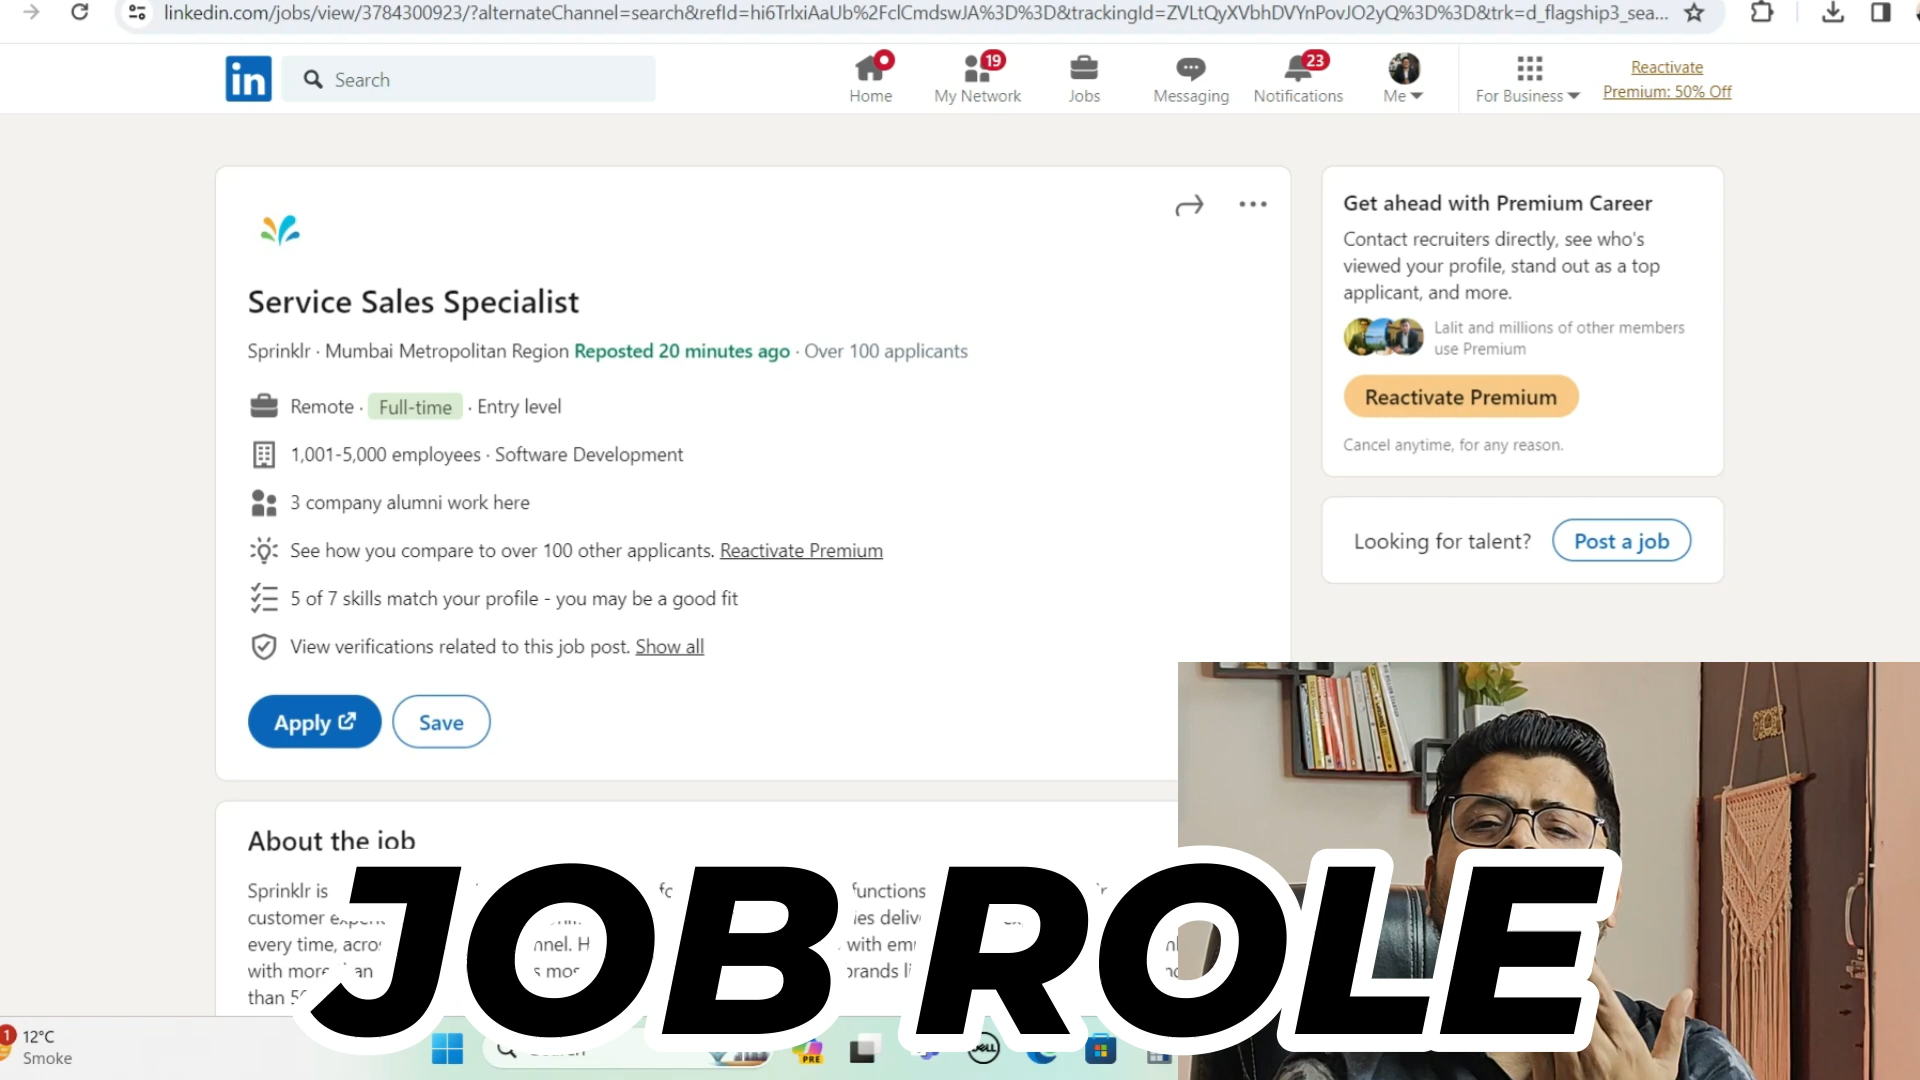 linkedin.com/jobs/view/3784300923/?alternateChannel=search&refId=hi6TrlxiAaUb%2FclCmdswJA%3D%3D&trackingId=ZVLtQyXVbhDVYnPovJO2yQ%3D%3D&trk=d_flagship3_sea...
in
Search
Home
19
My Network
Jobs
Messaging
23
Notifications
Me
For Business
Reactivate
Premium: 50% Off
Service Sales Specialist
Sprinklr · Mumbai Metropolitan Region Reposted 20 minutes ago · Over 100 applicants
Remote · Full-time · Entry level
1,001-5,000 employees · Software Development
3 company alumni work here
See how you compare to over 100 other applicants. Reactivate Premium
5 of 7 skills match your profile - you may be a good fit
View verifications related to this job post. Show all
Apply
Save
Get ahead with Premium Career
Contact recruiters directly, see who's
viewed your profile, stand out as a top
applicant, and more.
Lalit and millions of other members
use Premium
Reactivate Premium
Cancel anytime, for any reason.
Looking for talent?
Post a job
About the job
Sprinklr is functions
customer
every time,
with
with more than
than
JOB ROLE
1
12°C
Smoke
PRE
DELL